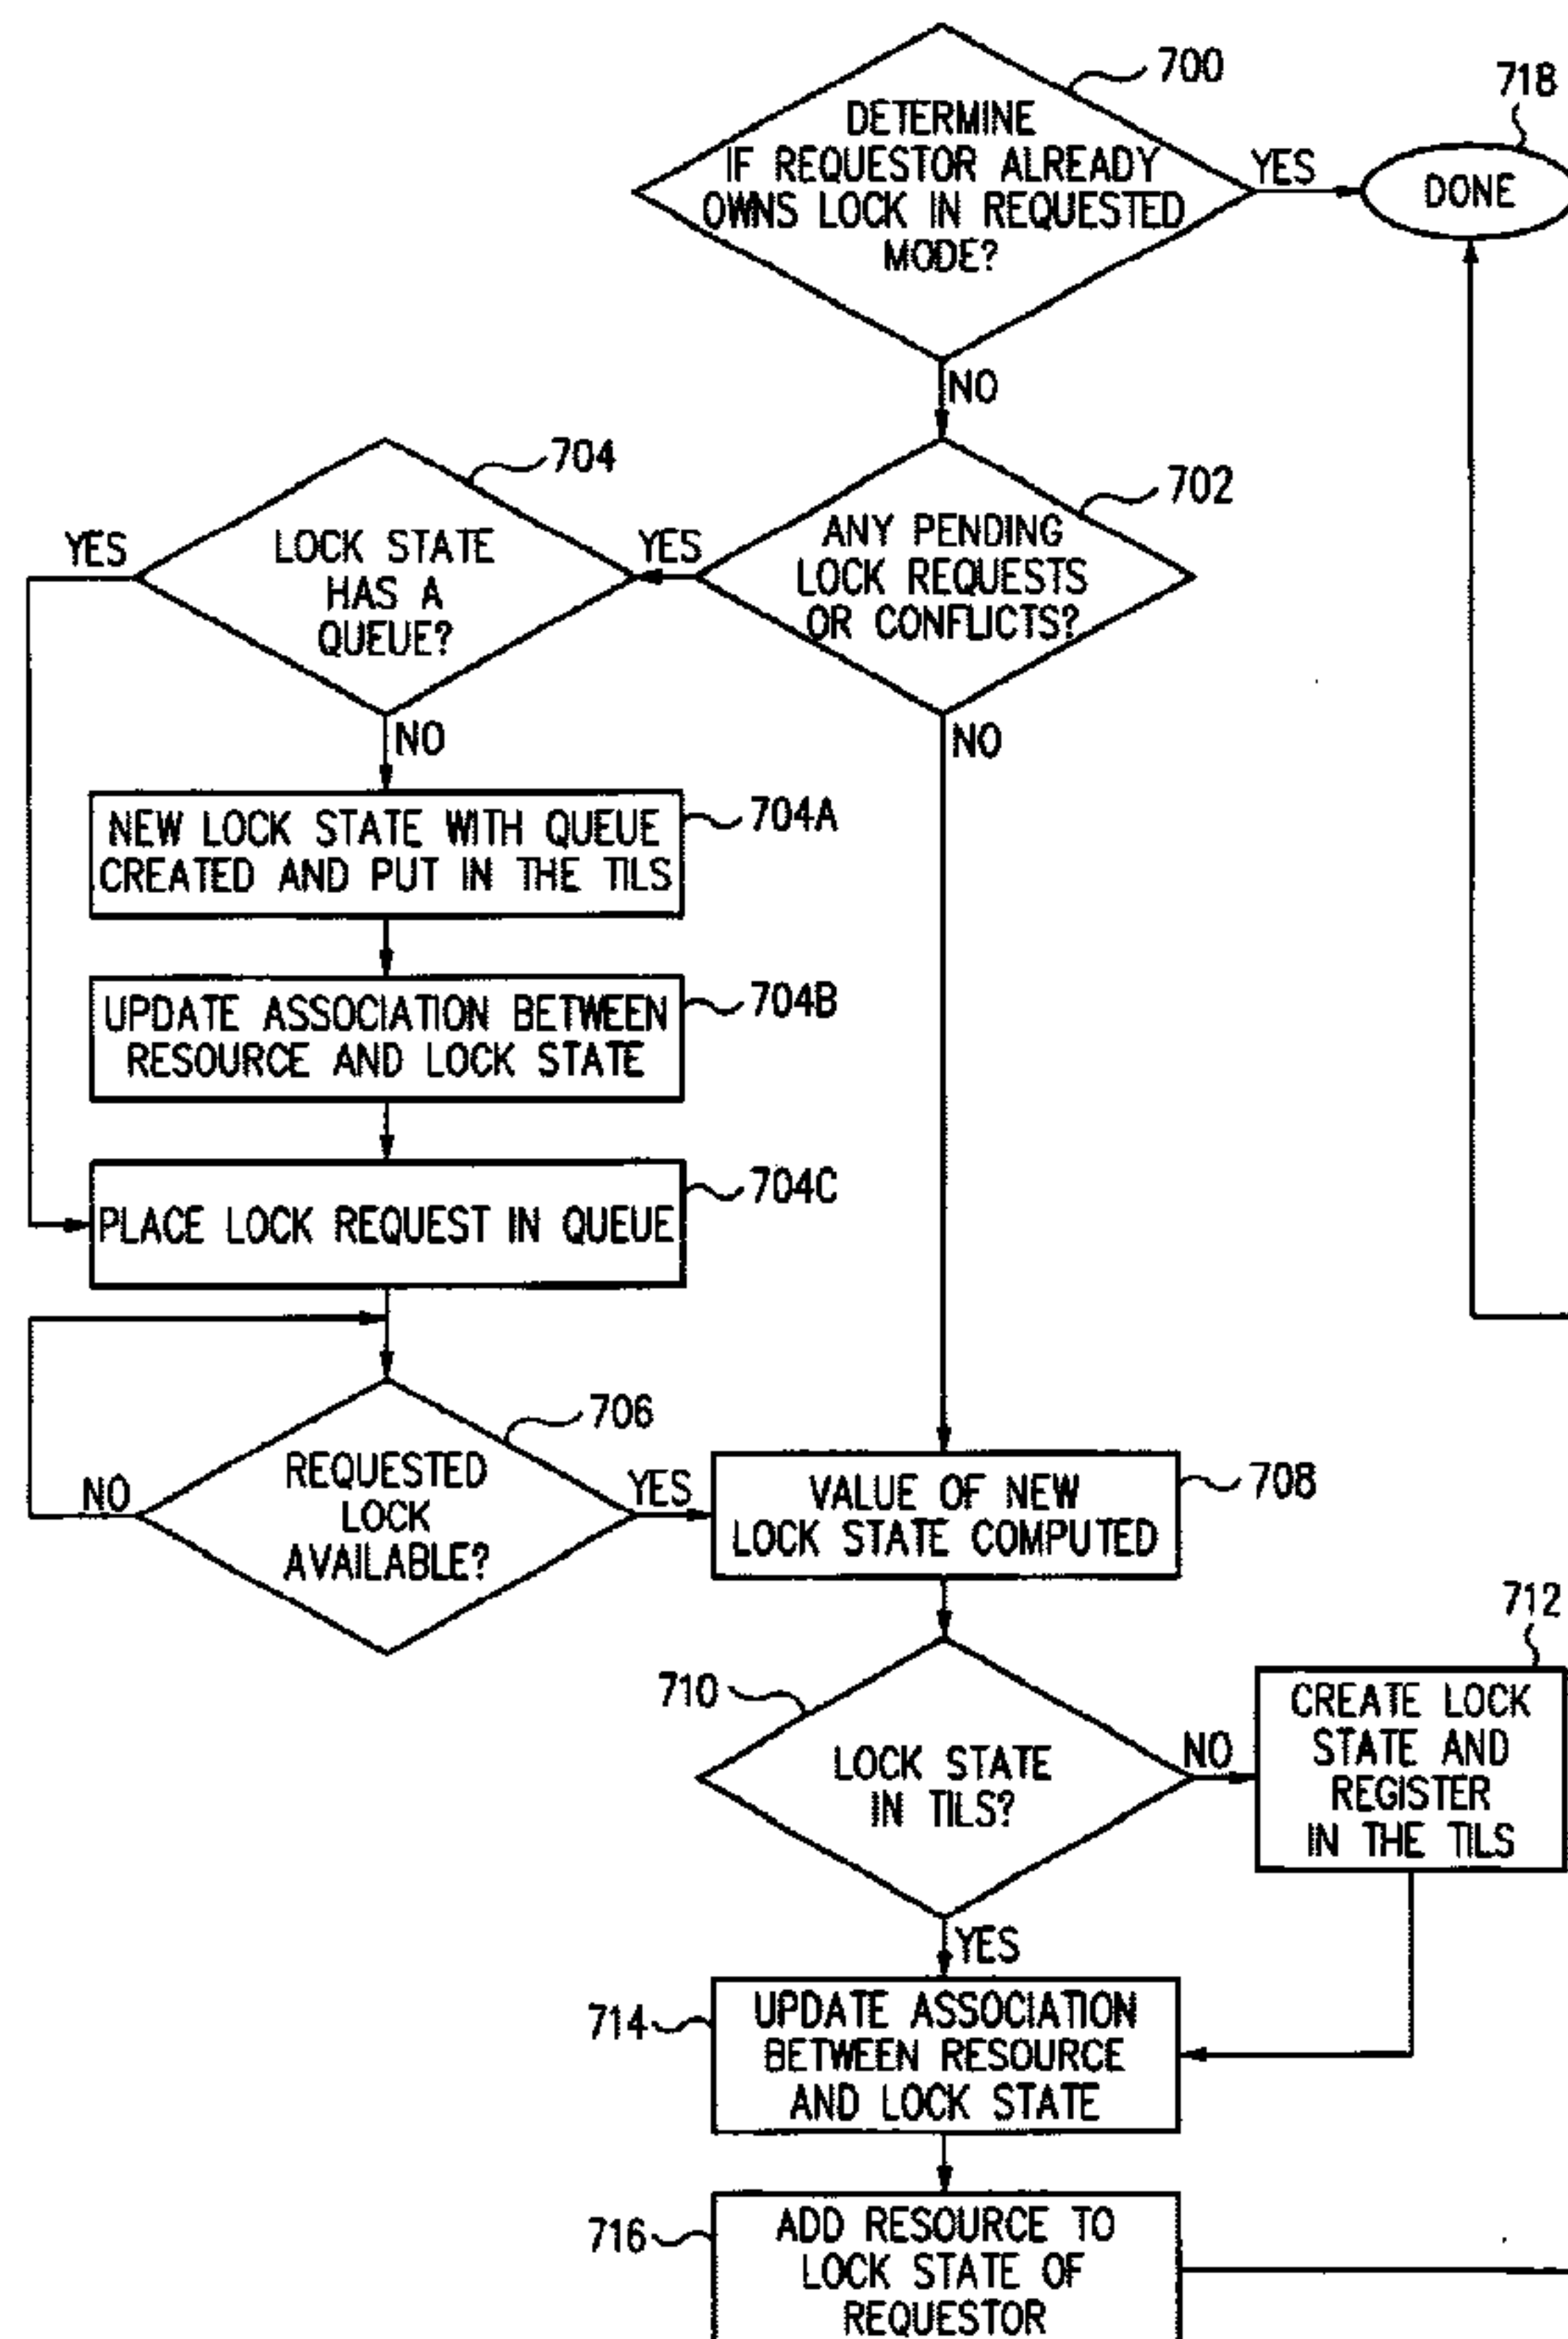 700
DETERMINE
IF REQUESTOR ALREADY
OWNS LOCK IN REQUESTED
MODE?
YES
718
DONE
NO
704
LOCK STATE
HAS A
QUEUE?
YES
YES
702
ANY PENDING
LOCK REQUESTS
OR CONFLICTS?
NO
NO
NEW LOCK STATE WITH QUEUE
CREATED AND PUT IN THE TILS
704A
UPDATE ASSOCIATION BETWEEN
RESOURCE AND LOCK STATE
704B
PLACE LOCK REQUEST IN QUEUE
704C
706
REQUESTED
LOCK
AVAILABLE?
NO
YES
VALUE OF NEW
LOCK STATE COMPUTED
708
710
LOCK STATE
IN TILS?
NO
712
CREATE LOCK
STATE AND
REGISTER
IN THE TILS
YES
714
UPDATE ASSOCIATION
BETWEEN RESOURCE
AND LOCK STATE
716
ADD RESOURCE TO
LOCK STATE OF
REQUESTOR